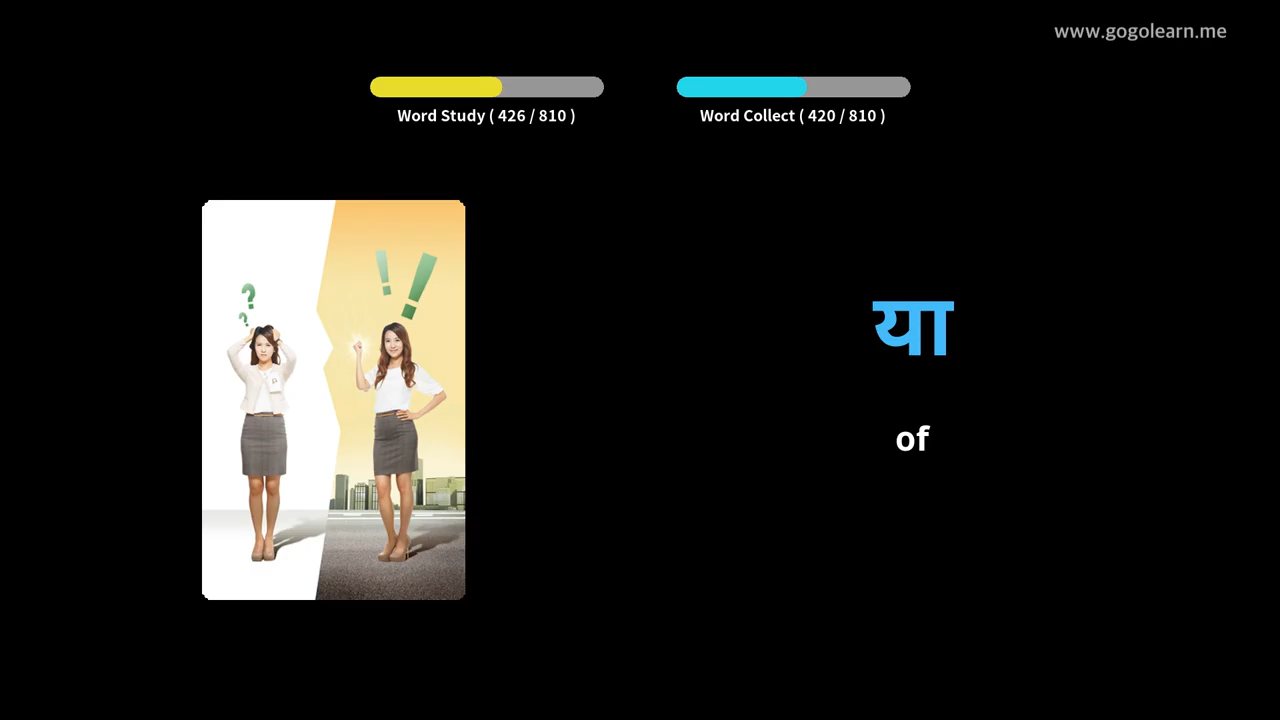 www.gogolearn.me
Word Study ( 426 / 810 )
Word Collect ( 420 / 810 )
? ?
! !
या
of